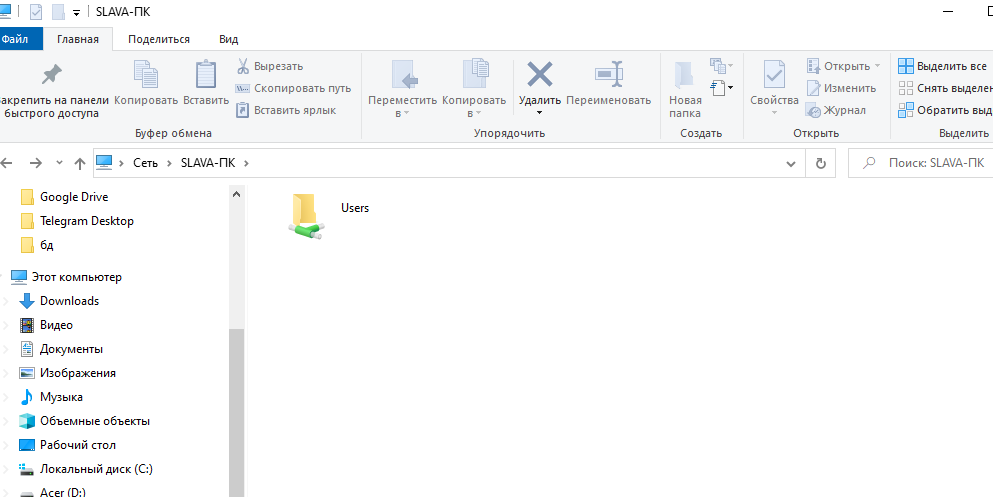 SLAVA-ПК
Файл Главная Поделиться Вид
Закрепить на панели быстрого доступа
Копировать
Вставить
Вырезать
Скопировать путь
Вставить ярлык
Переместить в
Копировать в
Удалить
Переименовать
Новая папка
Свойства
Открыть
Изменить
Журнал
Выделить все
Снять выделен
Обратить выд
Буфер обмена Упорядочить Создать Открыть Выделить
Сеть SLAVA-ПК
Поиск: SLAVA-ПК
Google Drive
Telegram Desktop
бд
Этот компьютер
Downloads
Видео
Документы
Изображения
Музыка
Объемные объекты
Рабочий стол
Локальный диск (C:)
Acer (D:)
Users